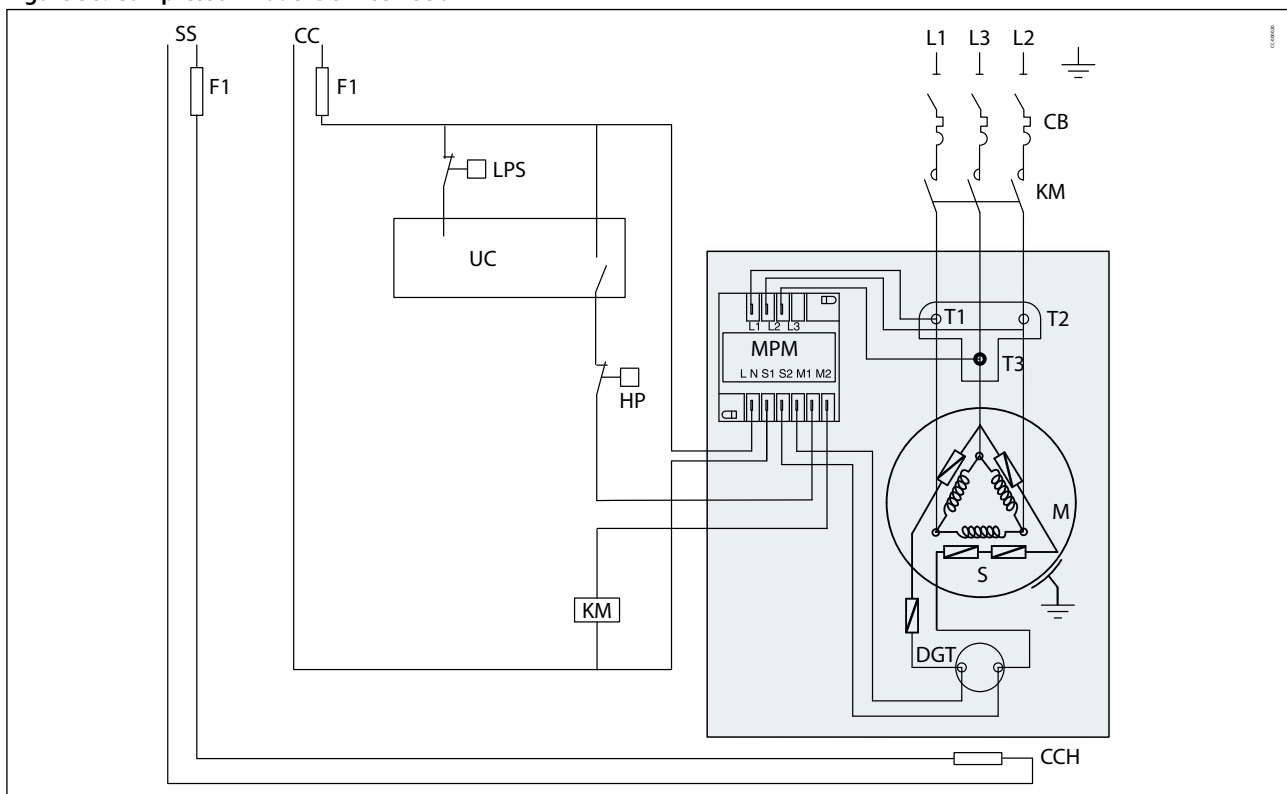 SS
CC
L1 L3 L2
F1
F1
CB
LPS
KM
UC
T1
T2
L1 L2 L3
MPM
T3
L N S1 S2 M1 M2
HP
M
S
KM
DGT
CCH